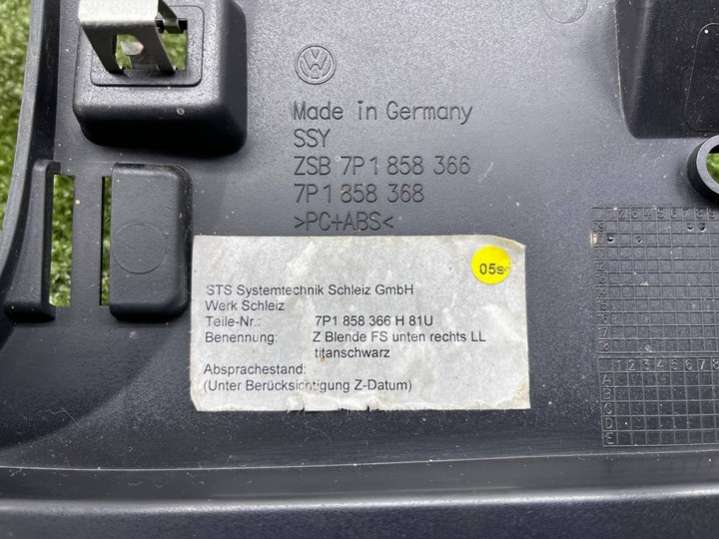 Made in Germany
SSY
ZSB 7P1 858 366
7P1 858 368
>PC+ABS<
05s
STS Systemtechnik Schleiz GmbH
Werk Schleiz
Teile-Nr.: 7P1 858 366 H 81U
Benennung: Z Blende FS unten rechts LL
titanschwarz
Absprachestand:
(Unter Berücksichtigung Z-Datum)